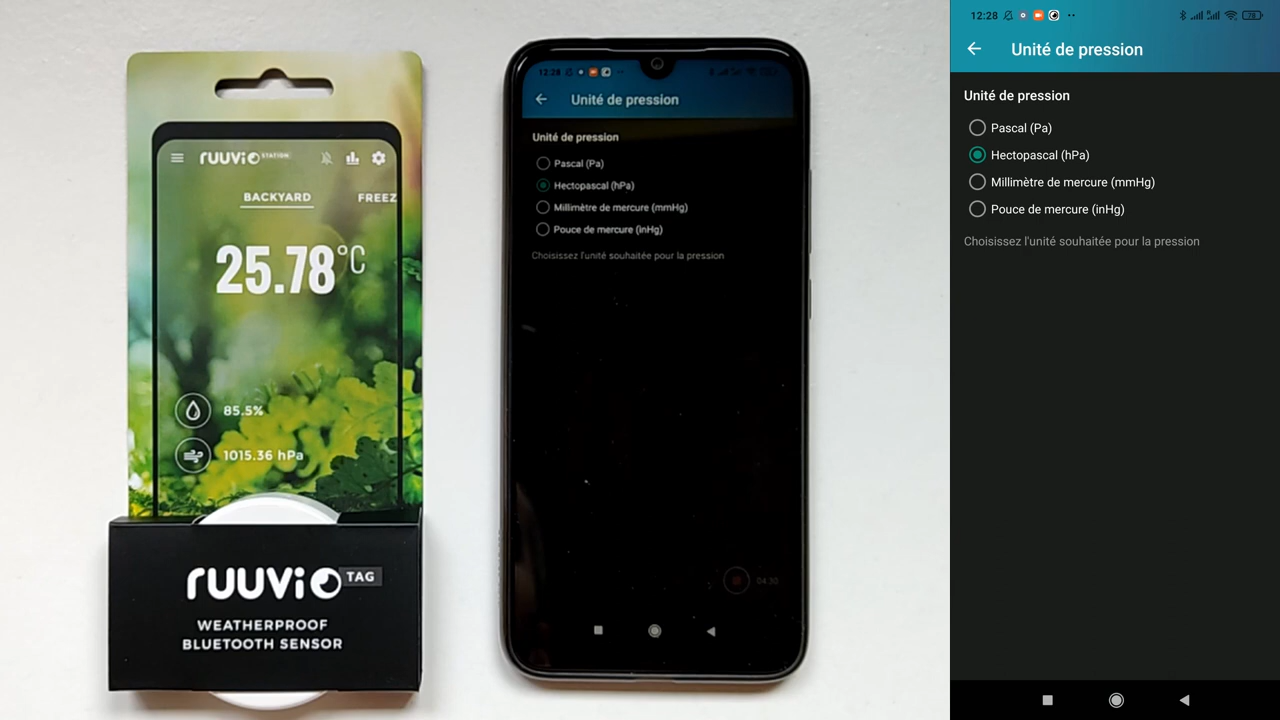 ruuvi STATION
BACKYARD FREEZ
25.78°C
85.5%
1015.36 hPa
ruuvi TAG
WEATHERPROOF
BLUETOOTH SENSOR
12:28
Unité de pression
Unité de pression
Pascal (Pa)
Hectopascal (hPa)
Millimètre de mercure (mmHg)
Pouce de mercure (inHg)
Choisissez l'unité souhaitée pour la pression
04:30
12:28
78
Unité de pression
Unité de pression
Pascal (Pa)
Hectopascal (hPa)
Millimètre de mercure (mmHg)
Pouce de mercure (inHg)
Choisissez l'unité souhaitée pour la pression